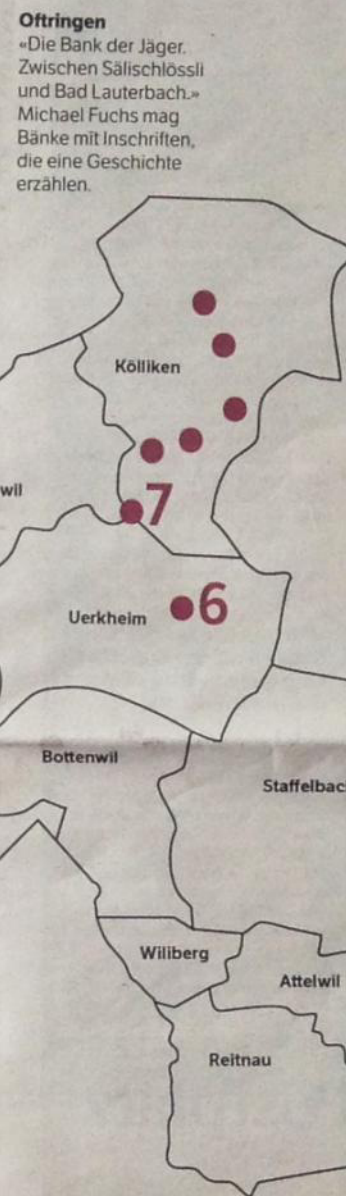 Oftringen
«Die Bank der Jäger.
Zwischen Sälischlössli
und Bad Lauterbach.»
Michael Fuchs mag
Bänke mit Inschriften,
die eine Geschichte
erzählen.
Kölliken
wil
7
Uerkheim
6
Bottenwil
Staffelbac
Wiliberg
Attelwil
Reitnau